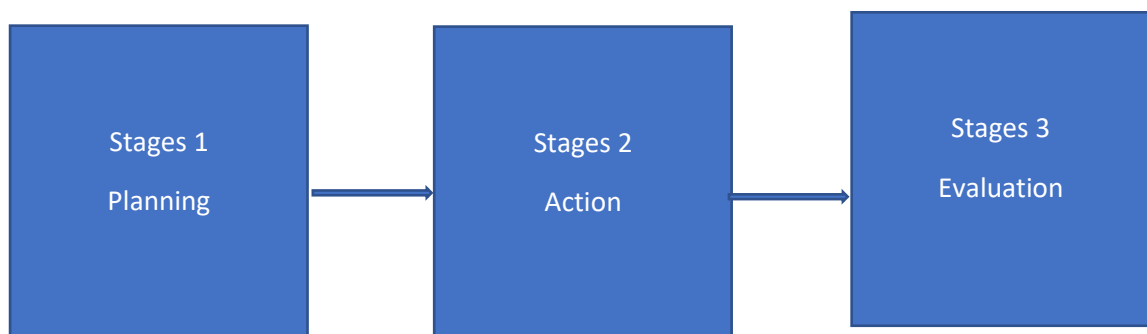 Stages 1
Planning
Stages 2
Action
Stages 3
Evaluation